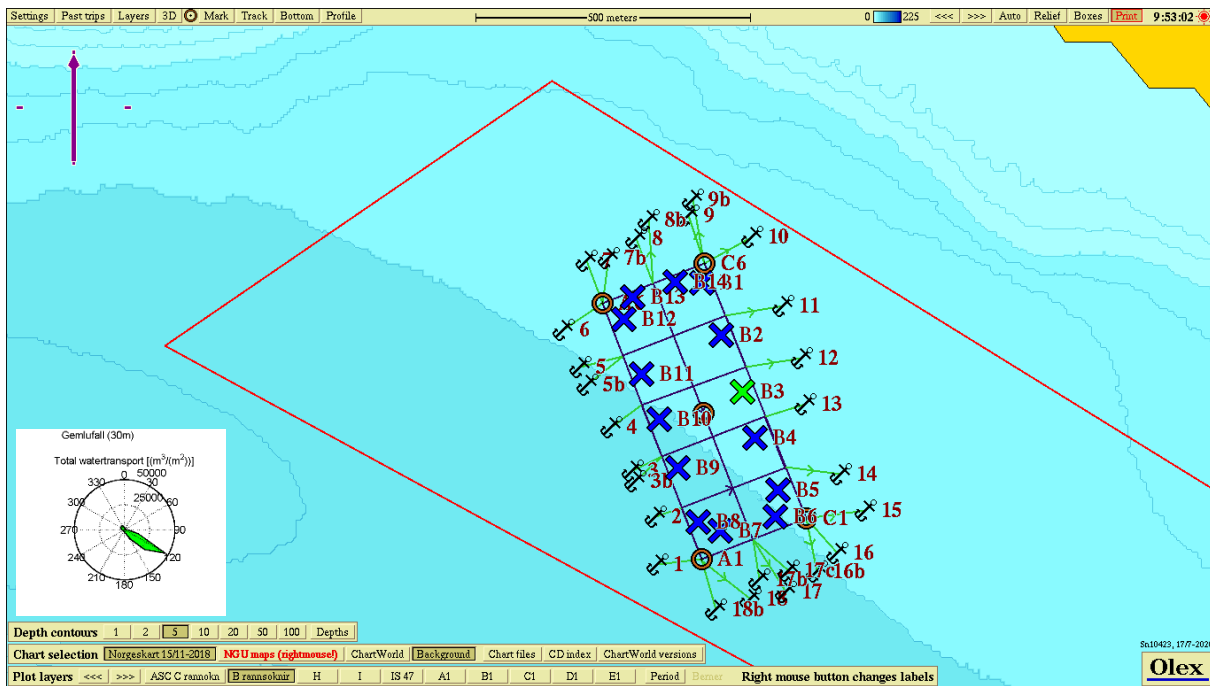 Settings Past trips Layers 3D Mark Track Bottom Profile 500 meters 0 225 <<< >>> Auto Relief Boxes Print 9:53:02
9b
8b 9
8 10
7 7b C6
B14 B1
B13 11
6 B12
B2
5 12
5b B11 B3
13
4 B10
B4
3 B9 14
3b
B5
2 B8 B6 C1 15
B7
1 A1 16
17c 16b
17b
18 17
18b
Gemlufall (30m)
Total watertransport [(m³/(m²))]
0 50000
330 30
300 25000 60
270 90
240 120
210 150
180
Depth contours 1 2 5 10 20 50 100 Depths
Chart selection Norgeskart 15/11-2018 NGU maps (rightmouse!) ChartWorld Background Chart files CD index ChartWorld versions
Plot layers <<< >>> ASC C rannokn B rannsoknir H I IS 47 A1 B1 C1 D1 E1 Period Berner Right mouse button changes labels
Sn10423, 17/7-2020
Olex